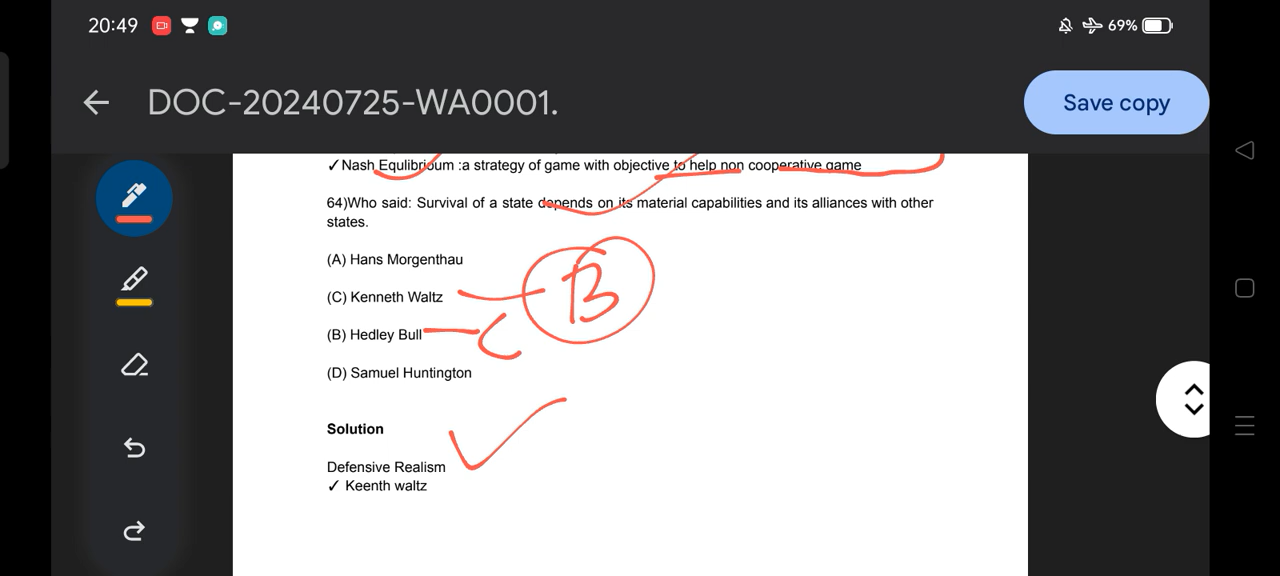 20:49
69%
DOC-20240725-WA0001.
Save copy
✓Nash Equlibrioum :a strategy of game with objective to help non cooperative game
64)Who said: Survival of a state depends on its material capabilities and its alliances with other
states.
(A) Hans Morgenthau
(C) Kenneth Waltz
B
(B) Hedley Bull
C
(D) Samuel Huntington
Solution
Defensive Realism
✓ Keenth waltz